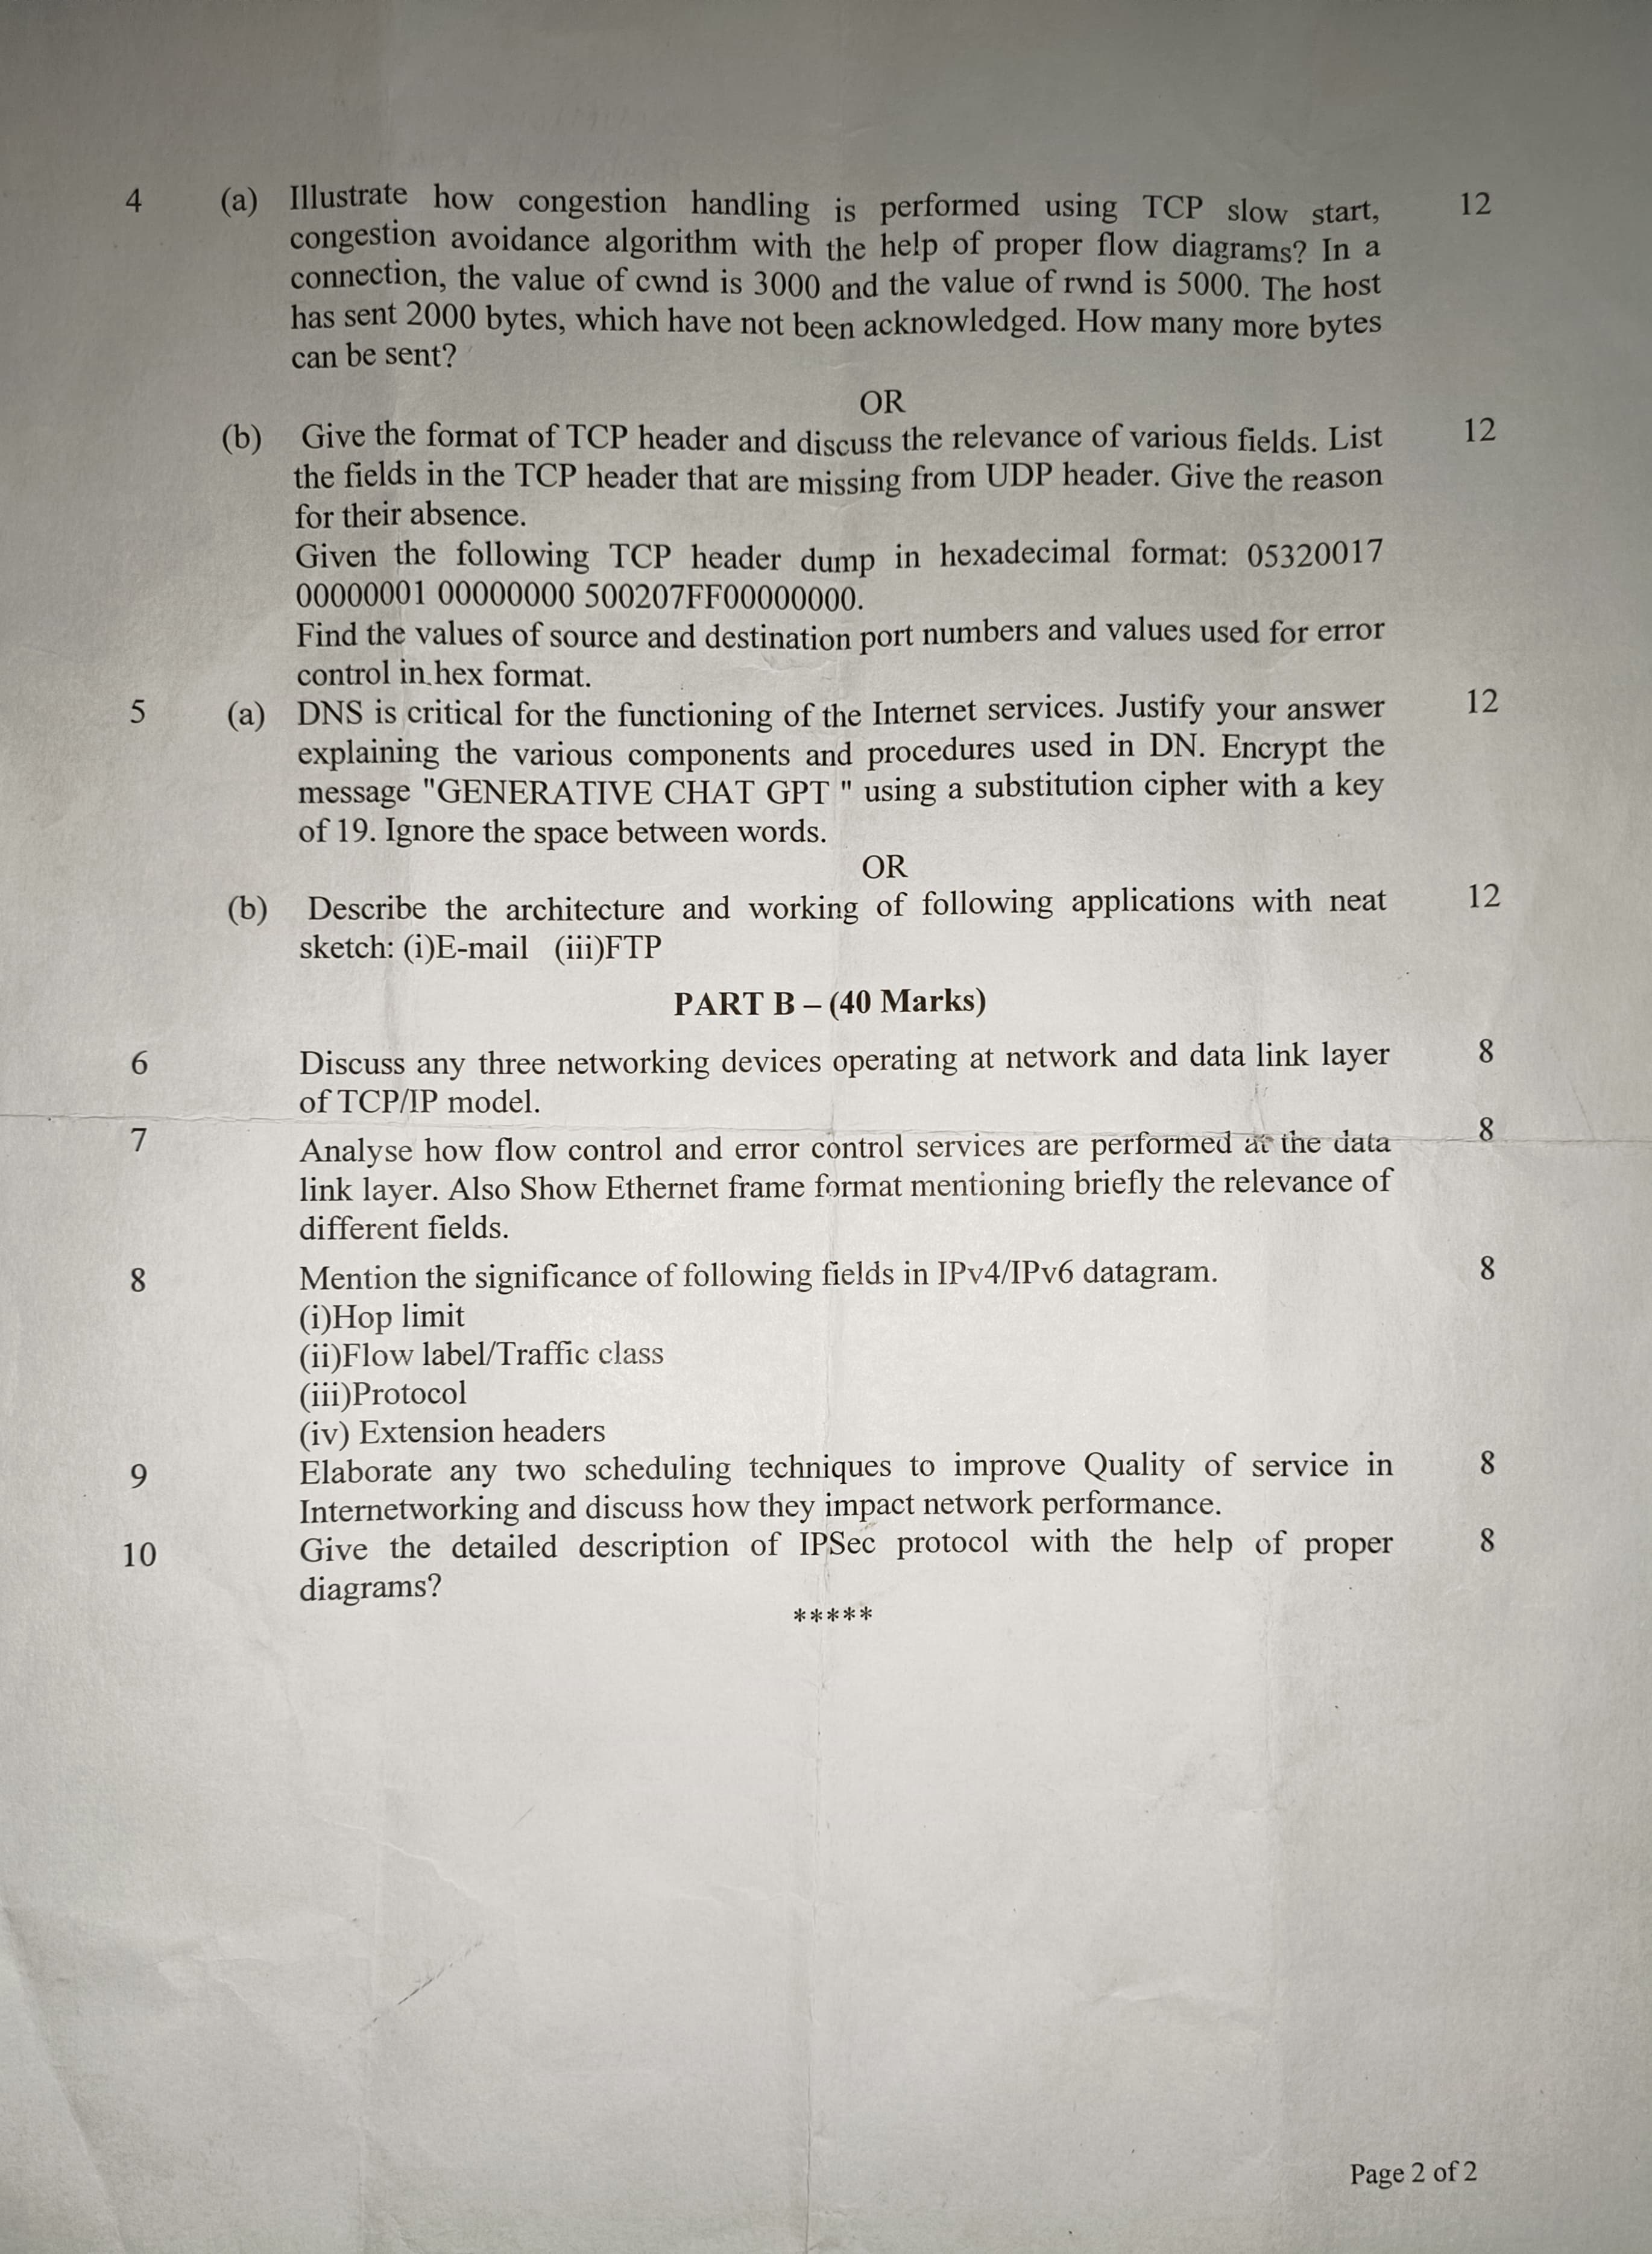 4 (a) Illustrate how congestion handling is performed using TCP slow start, 12
congestion avoidance algorithm with the help of proper flow diagrams? In a
connection, the value of cwnd is 3000 and the value of rwnd is 5000. The host
has sent 2000 bytes, which have not been acknowledged. How many more bytes
can be sent?
OR
(b) Give the format of TCP header and discuss the relevance of various fields. List 12
the fields in the TCP header that are missing from UDP header. Give the reason
for their absence.
Given the following TCP header dump in hexadecimal format: 05320017
00000001 00000000 500207FF00000000.
Find the values of source and destination port numbers and values used for error
control in hex format.
5 (a) DNS is critical for the functioning of the Internet services. Justify your answer 12
explaining the various components and procedures used in DN. Encrypt the
message "GENERATIVE CHAT GPT " using a substitution cipher with a key
of 19. Ignore the space between words.
OR
(b) Describe the architecture and working of following applications with neat 12
sketch: (i)E-mail (iii)FTP
PART B – (40 Marks)
6 Discuss any three networking devices operating at network and data link layer 8
of TCP/IP model.
7 Analyse how flow control and error control services are performed at the data 8
link layer. Also Show Ethernet frame format mentioning briefly the relevance of
different fields.
8 Mention the significance of following fields in IPv4/IPv6 datagram. 8
(i)Hop limit
(ii)Flow label/Traffic class
(iii)Protocol
(iv) Extension headers
9 Elaborate any two scheduling techniques to improve Quality of service in 8
Internetworking and discuss how they impact network performance.
10 Give the detailed description of IPSec protocol with the help of proper 8
diagrams?
*****
Page 2 of 2